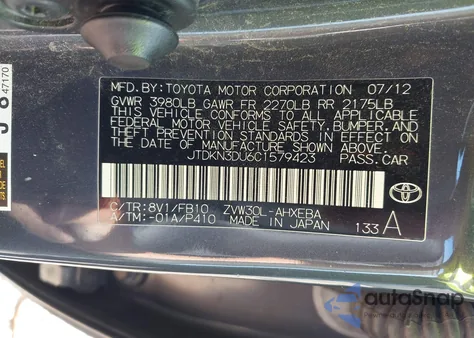 47170
MFD. BY: TOYOTA MOTOR CORPORATION 07/12
GVWR 3980LB GAWR FR 2270LB RR 2175LB
THIS VEHICLE CONFORMS TO ALL APPLICABLE
FEDERAL MOTOR VEHICLE SAFETY, BUMPER, AND
THEFT PREVENTION STANDARDS IN EFFECT ON
THE DATE OF MANUFACTURE SHOWN ABOVE.
JTDKN3DU6C1579423 PASS.CAR
C/TR: 8V1/FB10 ZVW30L-AHXEBA
A/TM: -01A/P410 MADE IN JAPAN
TOYOTA
133 A
autoSnap